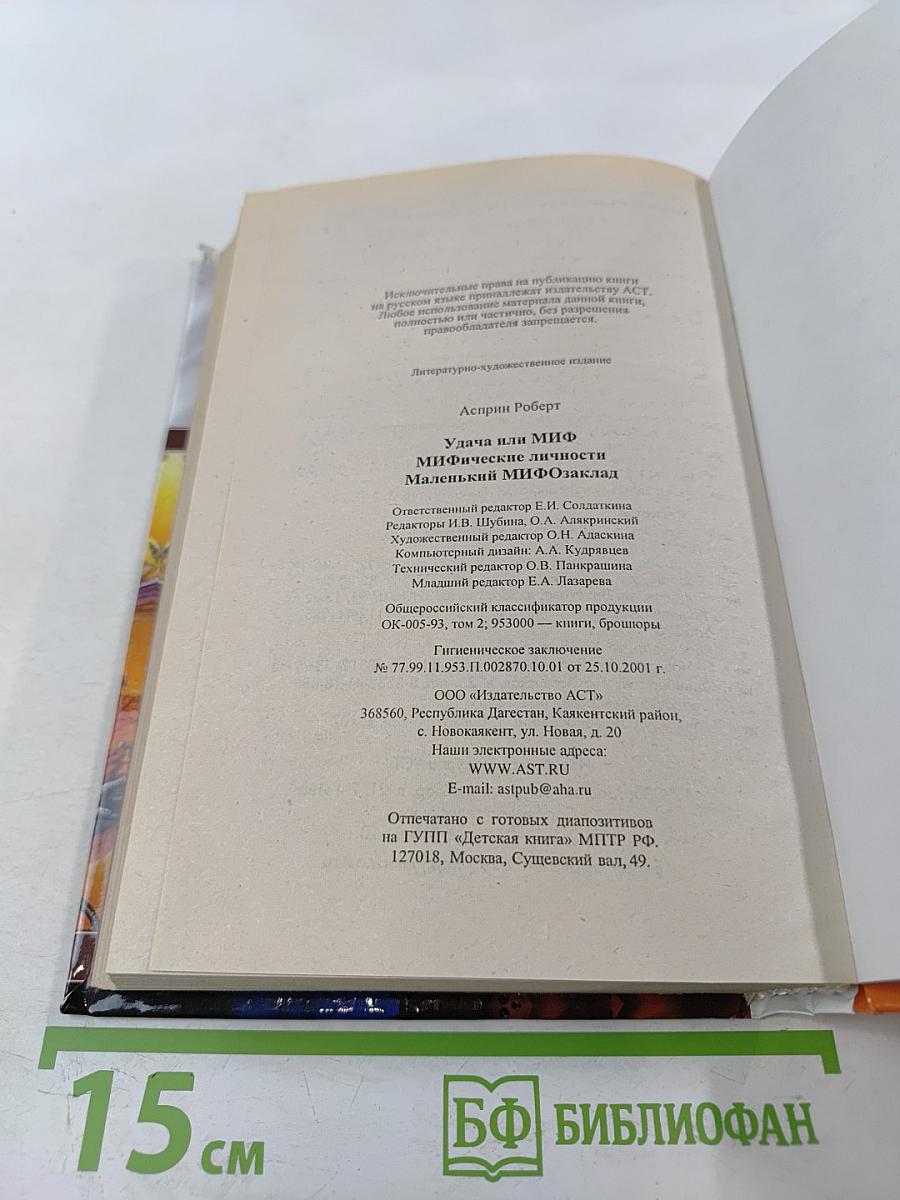 Исключительные права на публикацию книги
на русском языке принадлежат издательству АСТ.
Любое использование материала данной книги,
полностью или частично, без разрешения
правообладателя запрещается.
Литературно-художественное издание
Асприн Роберт
Удача или МИФ
МИФические личности
Маленький МИФОзаклад
Ответственный редактор Е.И. Солдаткина
Редакторы И.В. Шубина, О.А. Алякринский
Художественный редактор О.Н. Адаскина
Компьютерный дизайн: А.А. Кудрявцев
Технический редактор О.В. Панкрашина
Младший редактор Е.А. Лазарева
Общероссийский классификатор продукции
ОК-005-93, том 2; 953000 — книги, брошюры
Гигиеническое заключение
№ 77.99.11.953.П.002870.10.01 от 25.10.2001 г.
ООО «Издательство АСТ»
368560, Республика Дагестан, Каякентский район,
с. Новокаякент, ул. Новая, д. 20
Наши электронные адреса:
WWW.AST.RU
E-mail: astpub@aha.ru
Отпечатано с готовых диапозитивов
на ГУПП «Детская книга» МПТР РФ.
127018, Москва, Сущевский вал, 49.
15 см
БФ БИБЛИОФАН